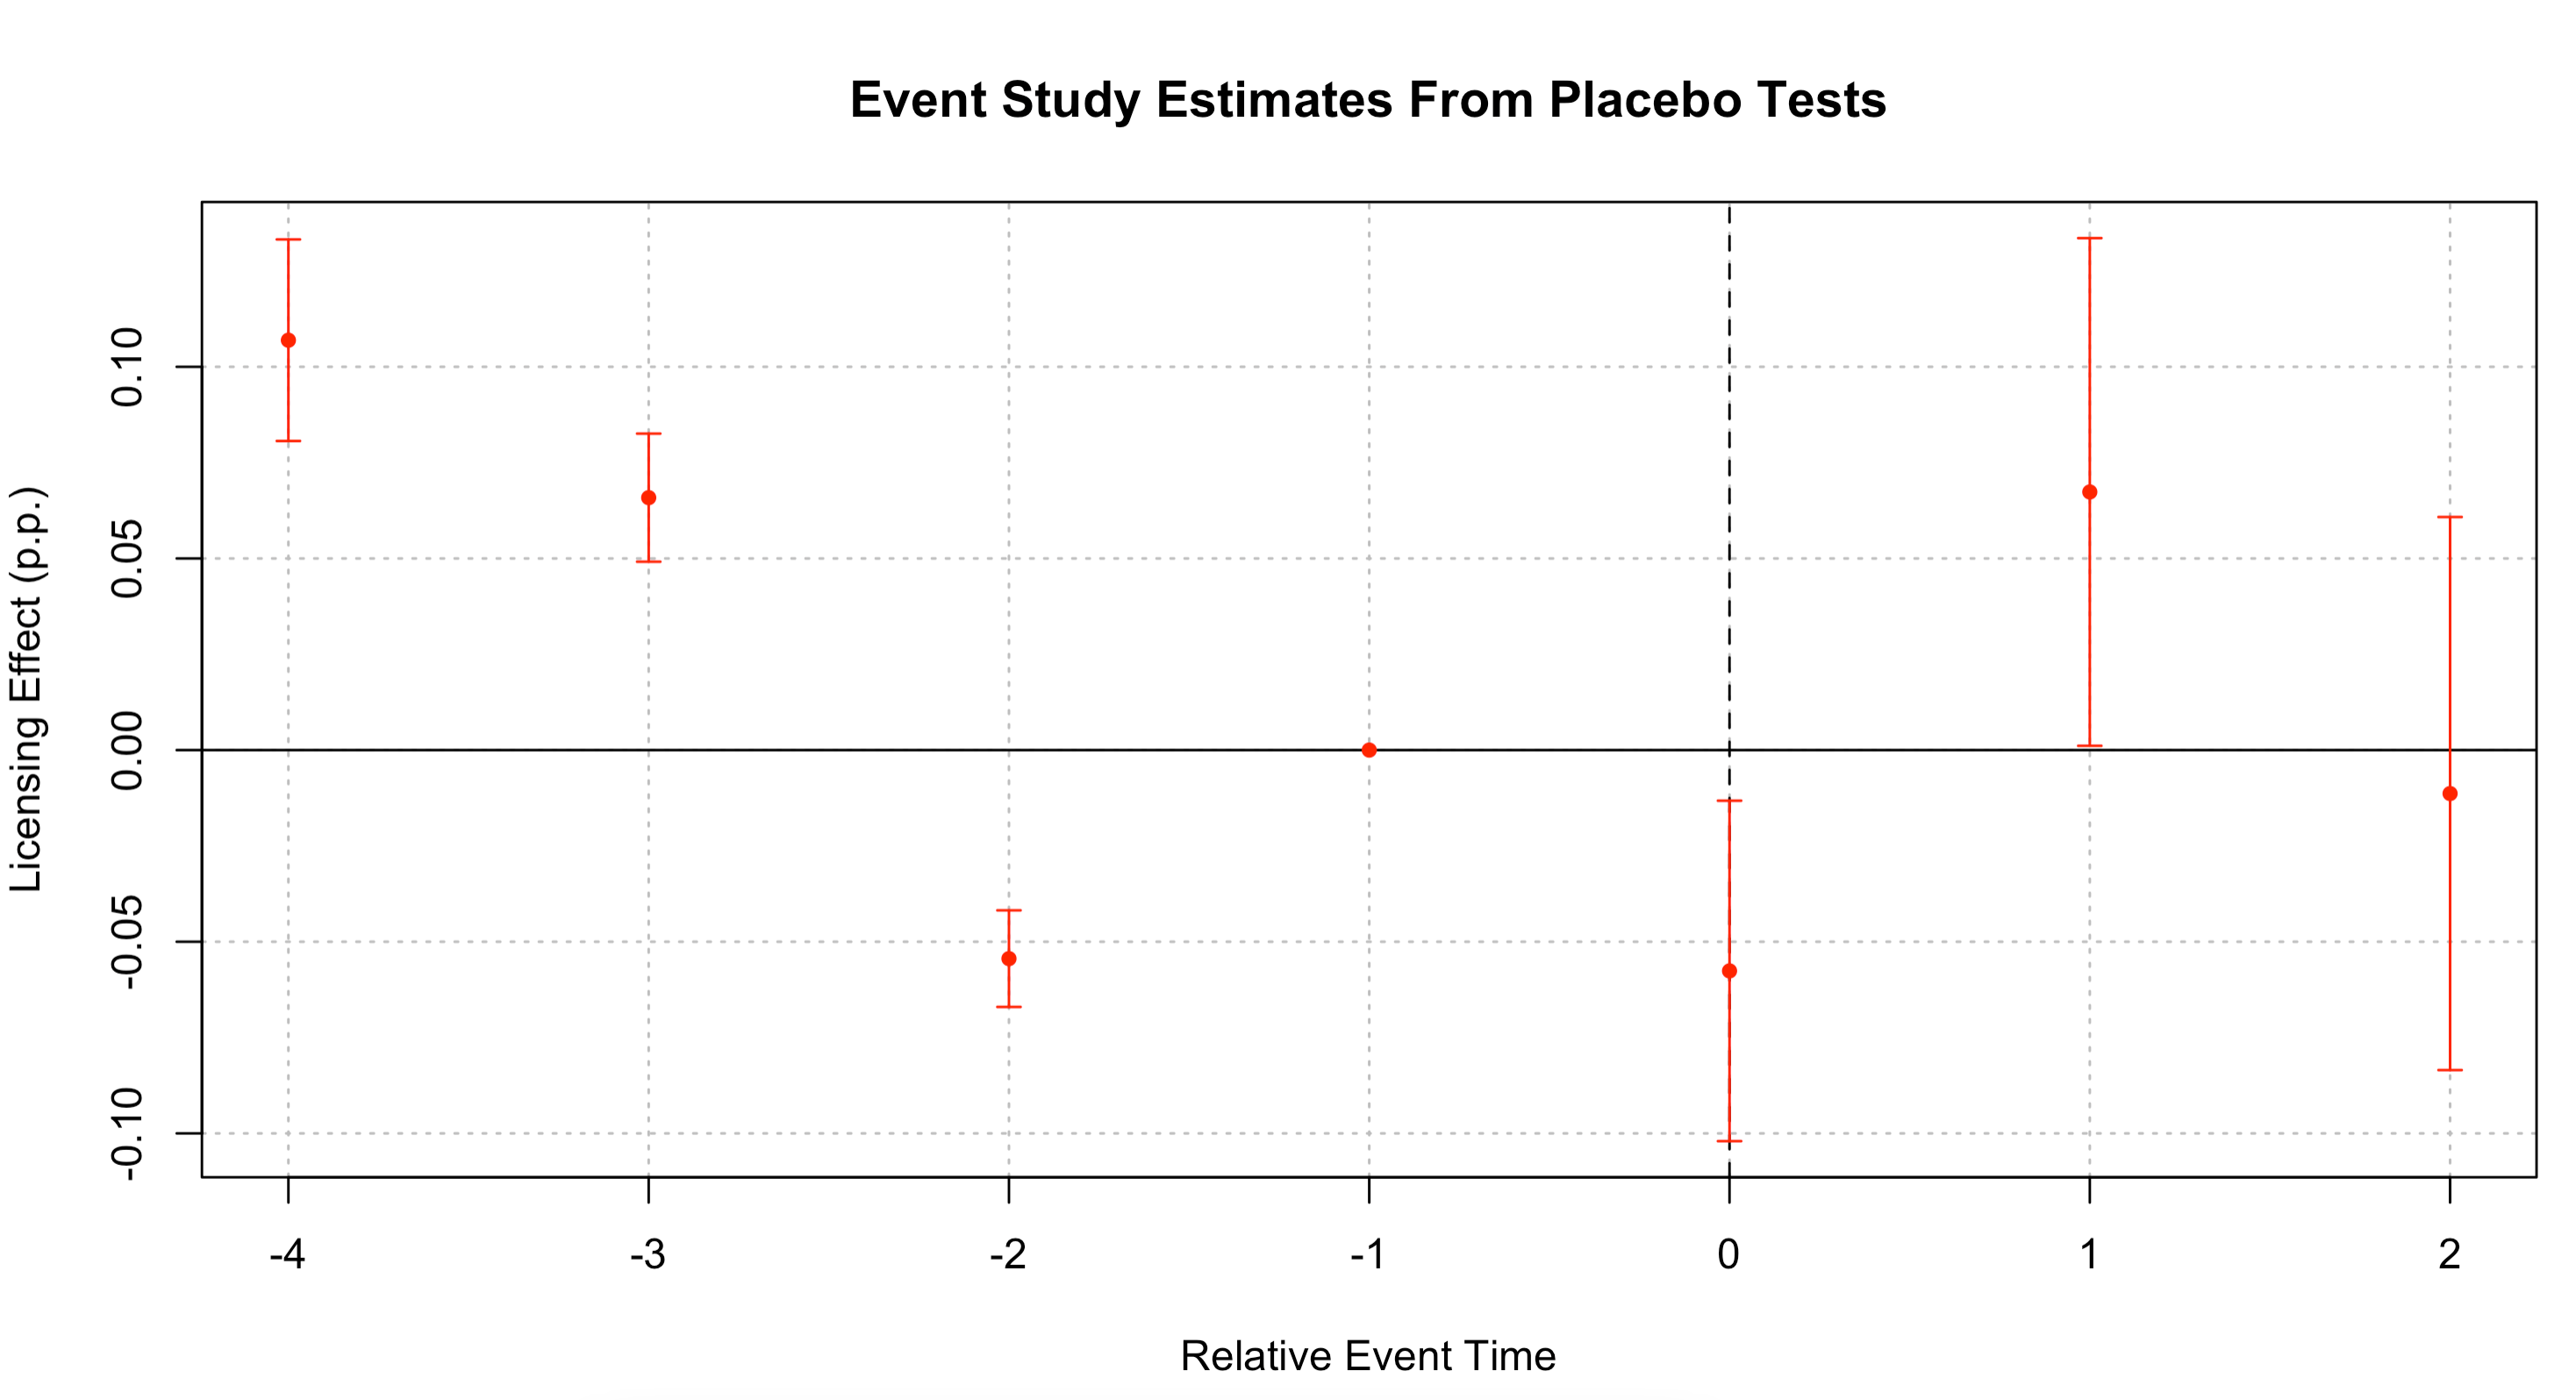 Event Study Estimates From Placebo Tests
Licensing Effect (p.p.)
0.10
0.05
0.00
-0.05
-0.10
-4 -3 -2 -1 0 1 2
Relative Event Time